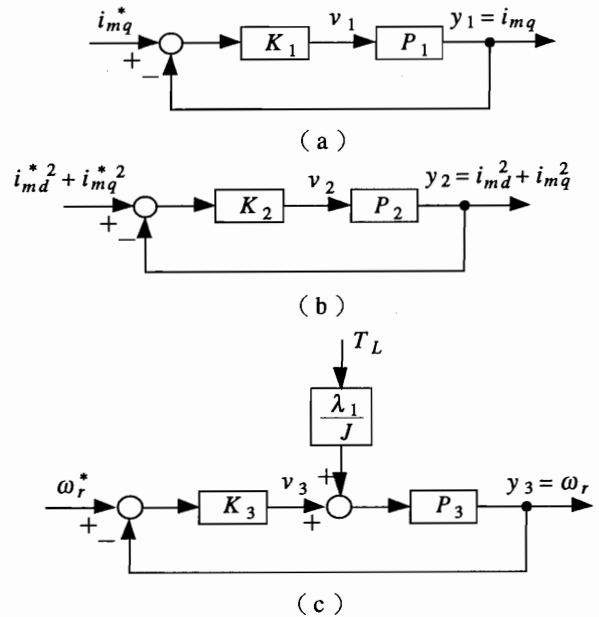 i*mq
+
−
K1
v1
P1
y1 = imq
(a)
i*md² + i*mq²
+
−
K2
v2
P2
y2 = i²md + i²mq
(b)
TL
λ1
J
ω*r
+
−
K3
v3
+
+
P3
y3 = ωr
(c)